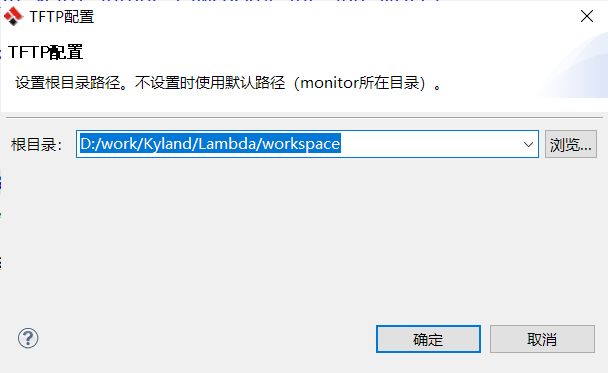 TFTP配置
TFTP配置
设置根目录路径。不设置时使用默认路径（monitor所在目录）。
根目录： D:/work/Kyland/Lambda/workspace 浏览...
? 确定 取消